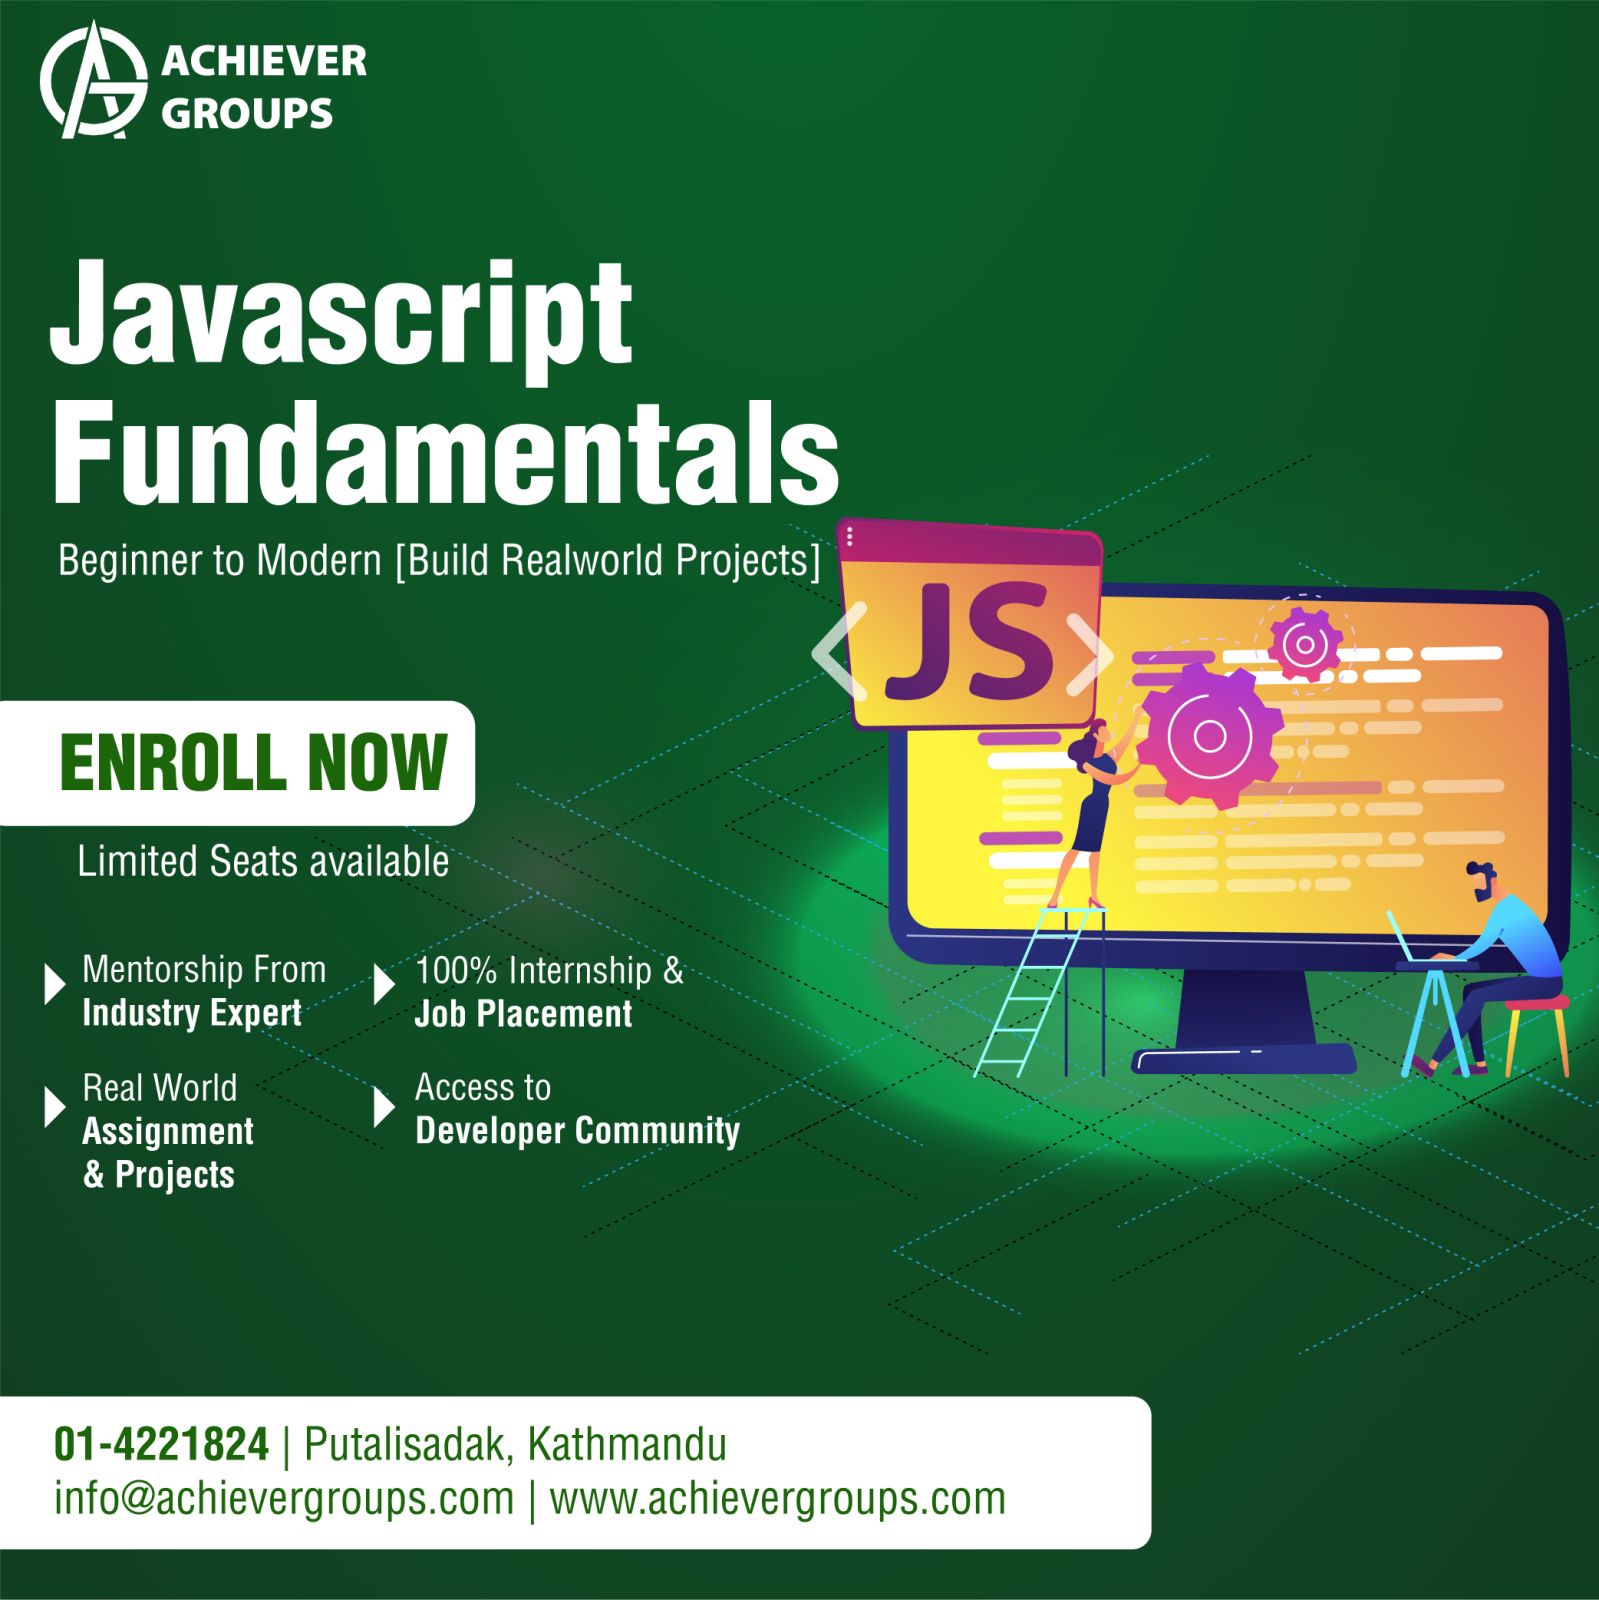 ACHIEVER
GROUPS
Javascript
Fundamentals
Beginner to Modern [Build Realworld Projects]
JS
ENROLL NOW
Limited Seats available
Mentorship From
Industry Expert
100% Internship &
Job Placement
Real World
Assignment
& Projects
Access to
Developer Community
01-4221824 | Putalisadak, Kathmandu
info@achievergroups.com | www.achievergroups.com